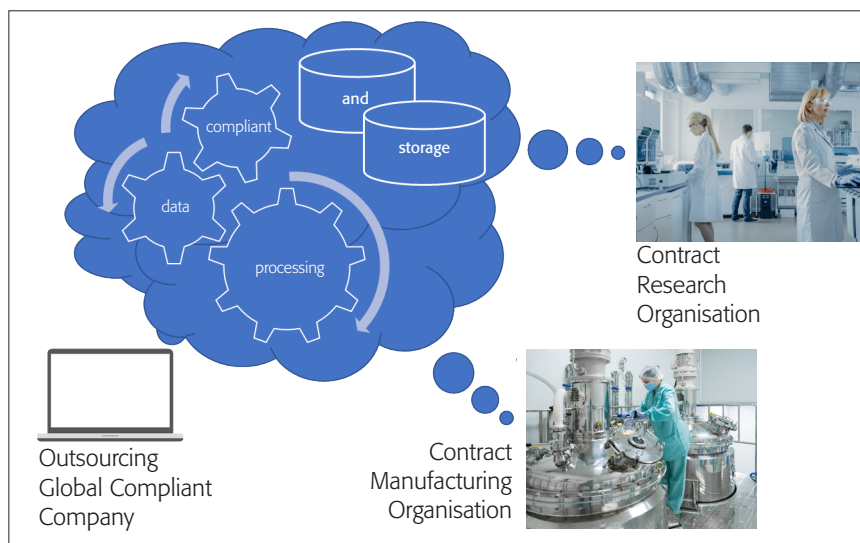 compliant
data
processing
and
storage
Contract
Research
Organisation
Outsourcing
Global Compliant
Company
Contract
Manufacturing
Organisation